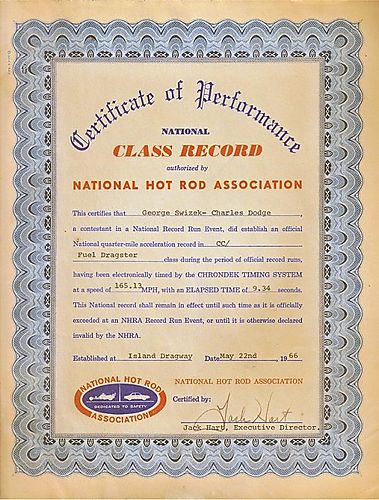 Certificate of Performance
NATIONAL
CLASS RECORD
authorized by
NATIONAL HOT ROD ASSOCIATION
This certifies that George Swizek- Charles Dodge ,
a contestant in a National Record Run Event, did establish an official
National quarter-mile acceleration record in CC/
Fuel Dragster class during the period of official record runs,
having been electronically timed by the CHRONDEK TIMING SYSTEM
at a speed of 165.13 MPH, with an ELAPSED TIME of 9.34 seconds.
This National record shall remain in effect until such time as it is officially
exceeded at an NHRA Record Run Event, or until it is otherwise declared
invalid by the NHRA.
Established at Island Dragway Date May 22nd , 1966
NATIONAL HOT ROD
DEDICATED TO SAFETY
ASSOCIATION
NATIONAL HOT ROD ASSOCIATION
Certified by:
Jack Hart
Jack Hart, Executive Director.